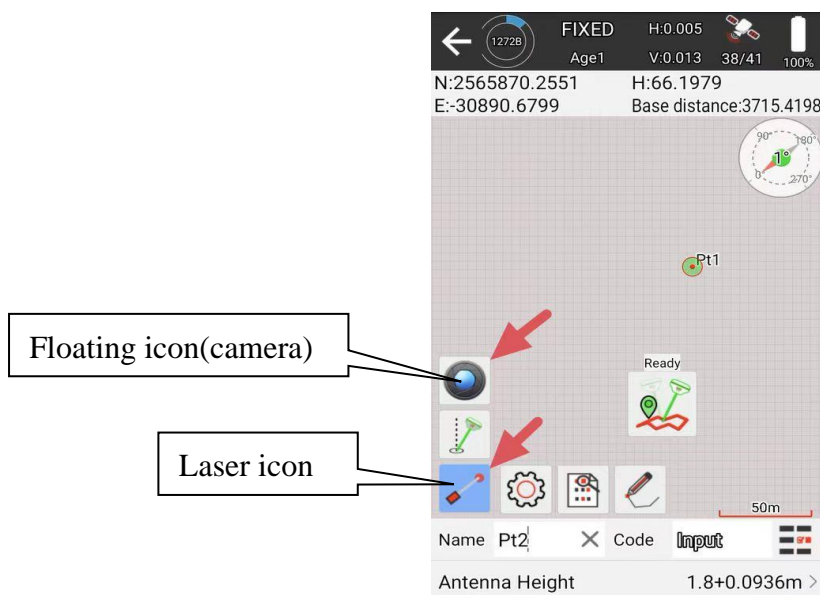 1272B
FIXED
H:0.005
Age1
V:0.013
38/41
100%
N:2565870.2551
H:66.1979
E:-30890.6799
Base distance:3715.4198
90°
180°
1°
0°
270°
Pt1
Floating icon(camera)
Ready
Laser icon
50m
Name
Pt2
Code
Input
Antenna Height
1.8+0.0936m >